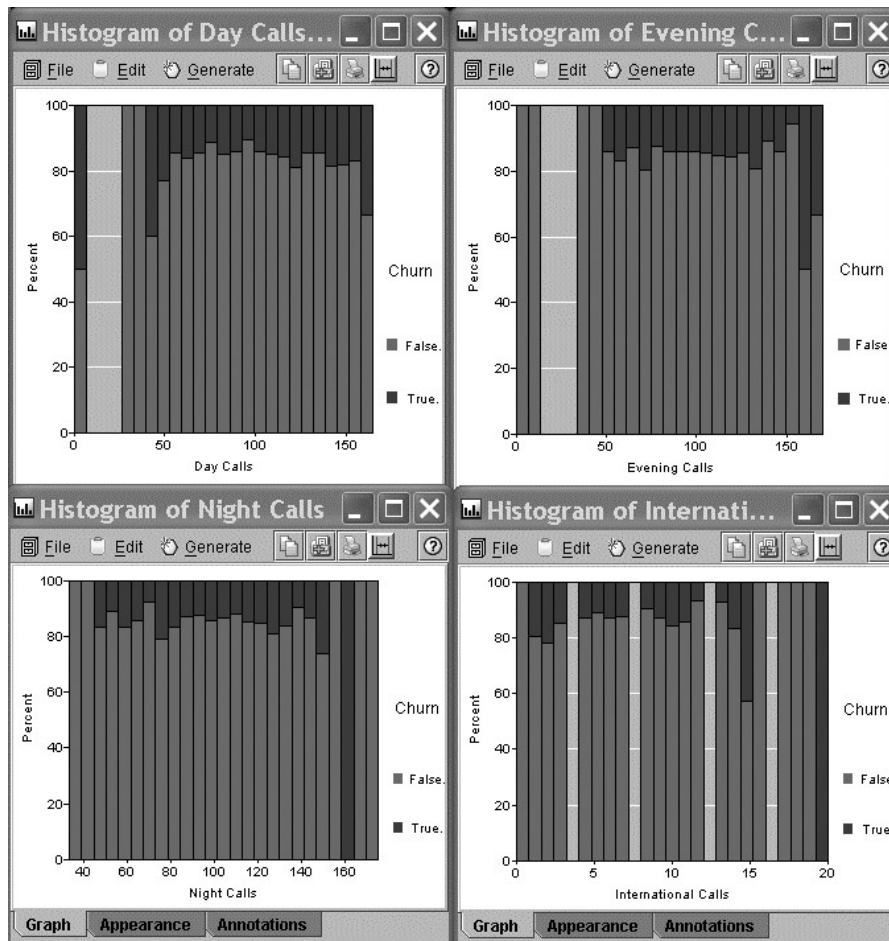 Histogram of Day Calls...
File Edit Generate
100
80
60
40
20
0
Percent
0 50 100 150
Day Calls
Churn
False.
True.
Histogram of Evening C...
File Edit Generate
100
80
60
40
20
0
Percent
0 50 100 150
Evening Calls
Churn
False
True.
Histogram of Night Calls
File Edit Generate
100
80
60
40
20
0
Percent
40 60 80 100 120 140 160
Night Calls
Churn
False.
True.
Graph Appearance Annotations
Histogram of Internati...
File Edit Generate
100
80
60
40
20
0
Percent
0 5 10 15 20
International Calls
Churn
False
True.
Graph Appearance Annotations